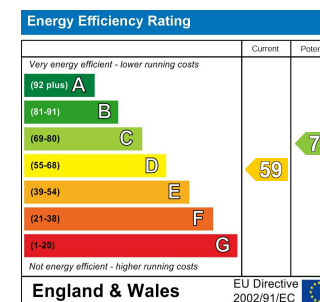 Energy Efficiency Rating
Current
Very energy efficient - lower running costs
(92 plus) A
(81-91) B
(69-80) C
(55-68) D
59
(39-54) E
(21-38) F
(1-20) G
Not energy efficient - higher running costs
England & Wales
EU Directive
2002/91/EC